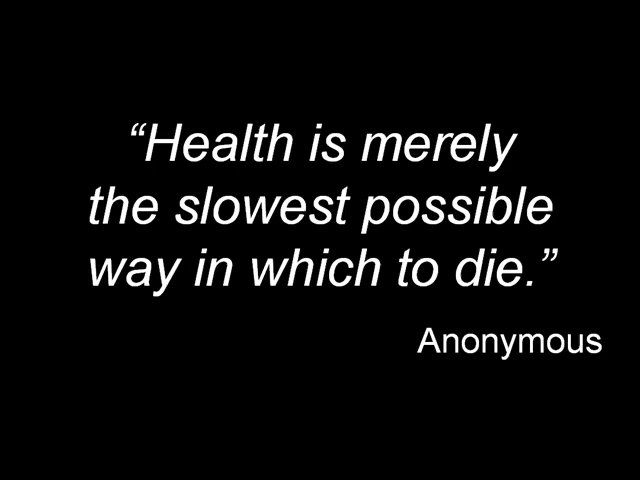 “Health is merely
the slowest possible
way in which to die.”
Anonymous